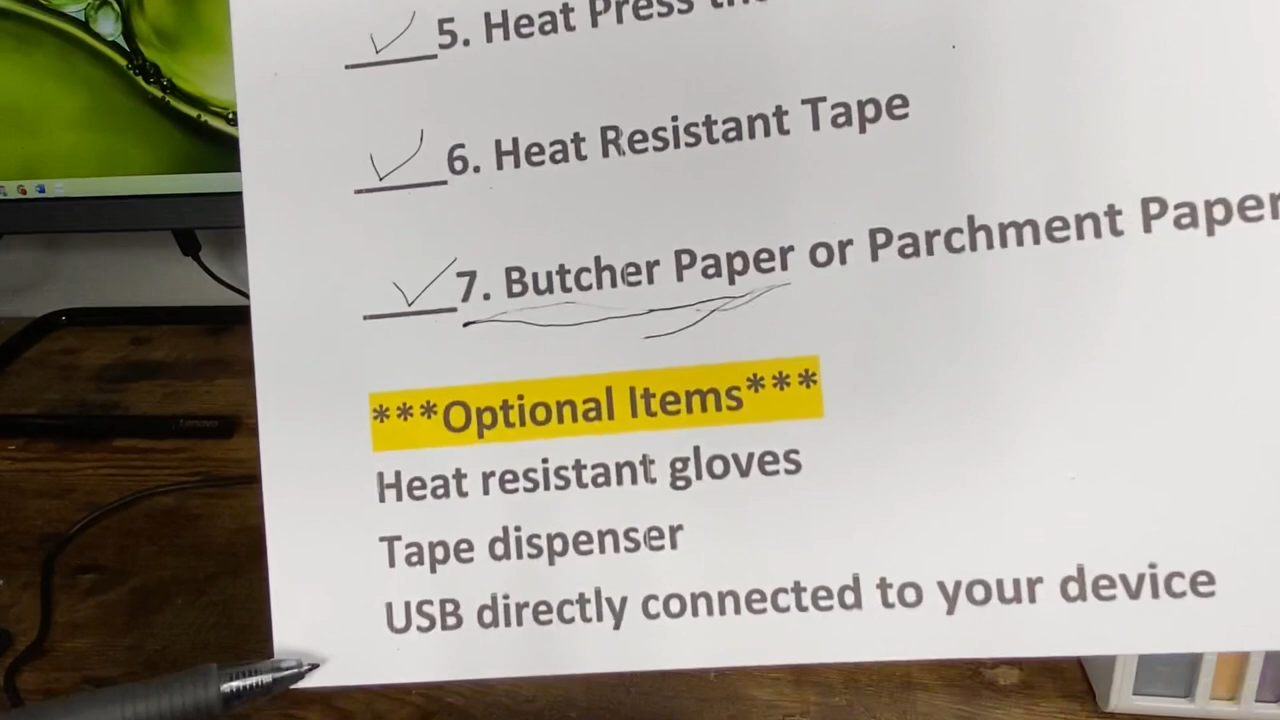 5. Heat Press
6. Heat Resistant Tape
7. Butcher Paper or Parchment Paper
***Optional Items***
Heat resistant gloves
Tape dispenser
USB directly connected to your device
Lenovo